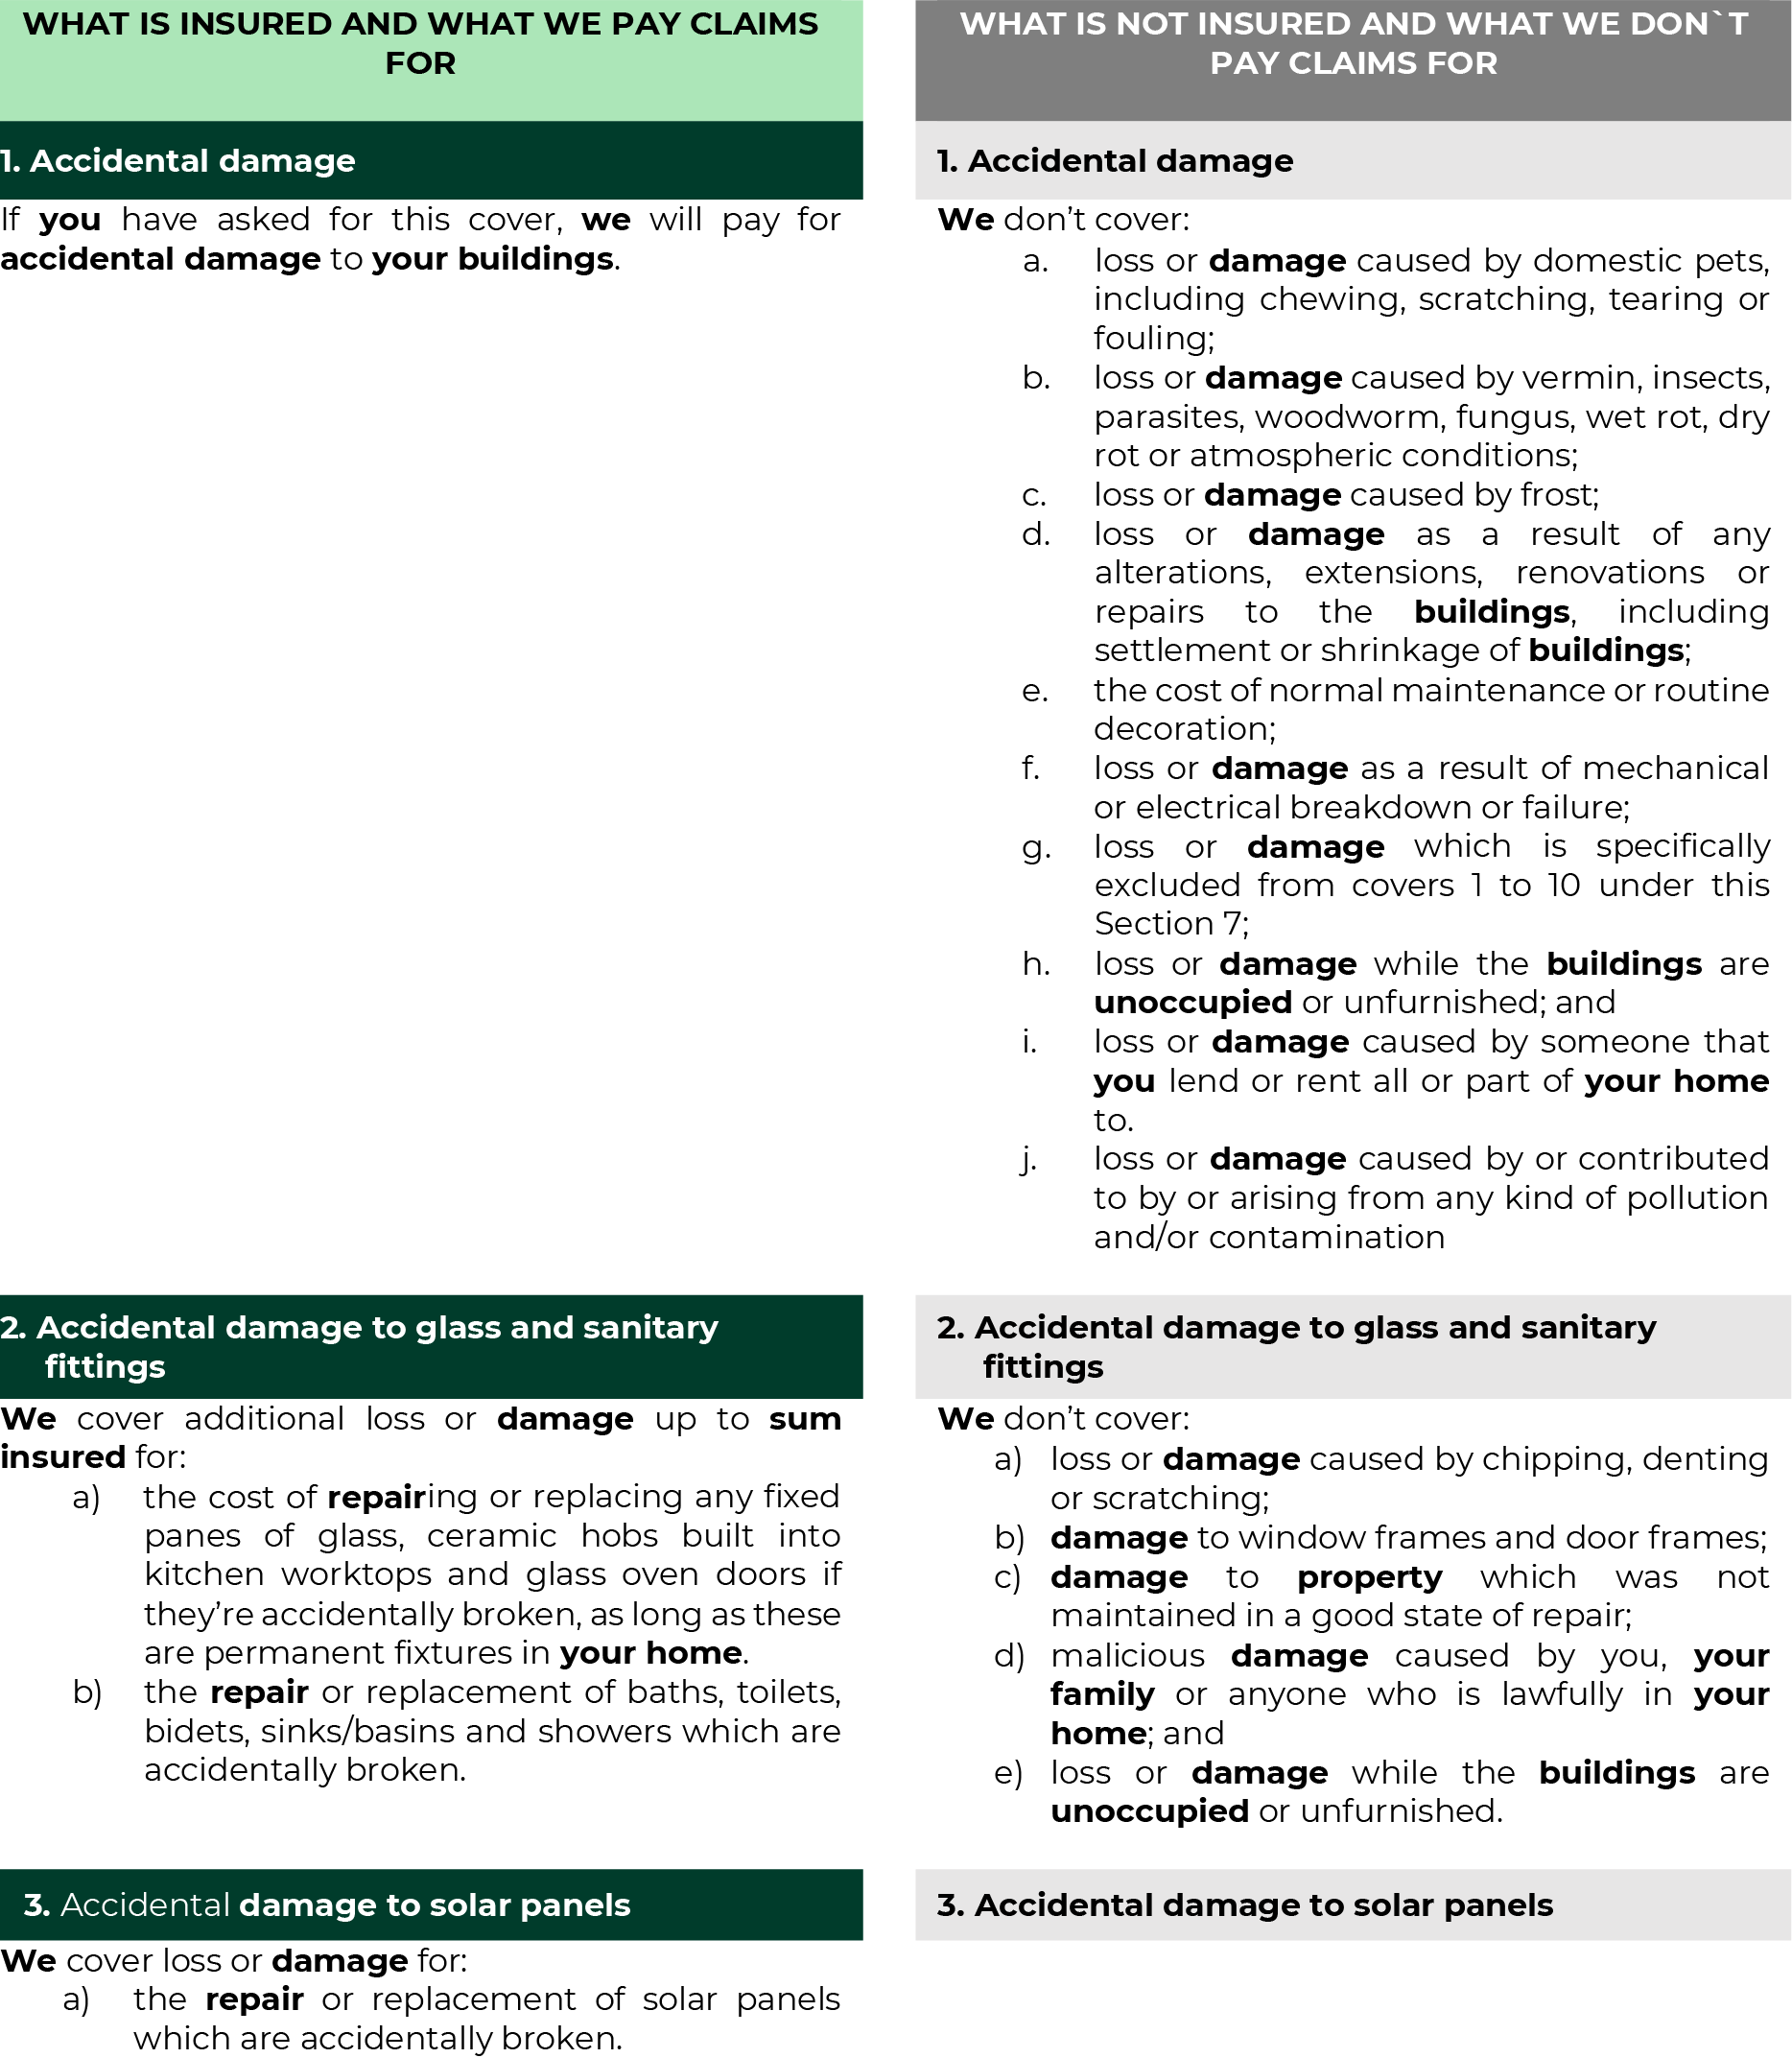 WHAT IS INSURED AND WHAT WE PAY CLAIMS
FOR
WHAT IS NOT INSURED AND WHAT WE DON`T
PAY CLAIMS FOR
1. Accidental damage
If you have asked for this cover, we will pay for
accidental damage to your buildings.
1. Accidental damage
We don’t cover:
a. loss or damage caused by domestic pets,
including chewing, scratching, tearing or
fouling;
b. loss or damage caused by vermin, insects,
parasites, woodworm, fungus, wet rot, dry
rot or atmospheric conditions;
c. loss or damage caused by frost;
d. loss or damage as a result of any
alterations, extensions, renovations or
repairs to the buildings, including
settlement or shrinkage of buildings;
e. the cost of normal maintenance or routine
decoration;
f. loss or damage as a result of mechanical
or electrical breakdown or failure;
g. loss or damage which is specifically
excluded from covers 1 to 10 under this
Section 7;
h. loss or damage while the buildings are
unoccupied or unfurnished; and
i. loss or damage caused by someone that
you lend or rent all or part of your home
to.
j. loss or damage caused by or contributed
to by or arising from any kind of pollution
and/or contamination
2. Accidental damage to glass and sanitary
fittings
We cover additional loss or damage up to sum
insured for:
a) the cost of repairing or replacing any fixed
panes of glass, ceramic hobs built into
kitchen worktops and glass oven doors if
they’re accidentally broken, as long as these
are permanent fixtures in your home.
b) the repair or replacement of baths, toilets,
bidets, sinks/basins and showers which are
accidentally broken.
2. Accidental damage to glass and sanitary
fittings
We don’t cover:
a) loss or damage caused by chipping, denting
or scratching;
b) damage to window frames and door frames;
c) damage to property which was not
maintained in a good state of repair;
d) malicious damage caused by you, your
family or anyone who is lawfully in your
home; and
e) loss or damage while the buildings are
unoccupied or unfurnished.
3. Accidental damage to solar panels
We cover loss or damage for:
a) the repair or replacement of solar panels
which are accidentally broken.
3. Accidental damage to solar panels